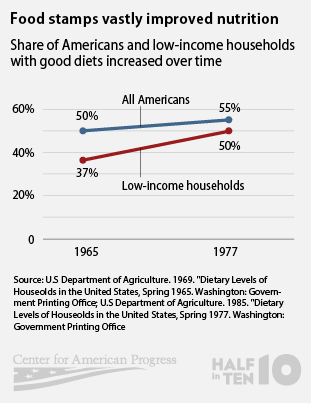 Food stamps vastly improved nutrition
Share of Americans and low-income households
with good diets increased over time
60%
40%
20%
0
All Americans
50%
55%
37%
50%
Low-income households
1965
1977
Source: U.S Department of Agriculture. 1969. "Dietary Levels of
Houseolds in the United States, Spring 1965. Washington: Govern-
ment Printing Office; U.S Department of Agriculture. 1985. "Dietary
Levels of Houseolds in the United States, Spring 1977. Washington:
Government Printing Office
Center for American Progress
HALF
in TEN
10